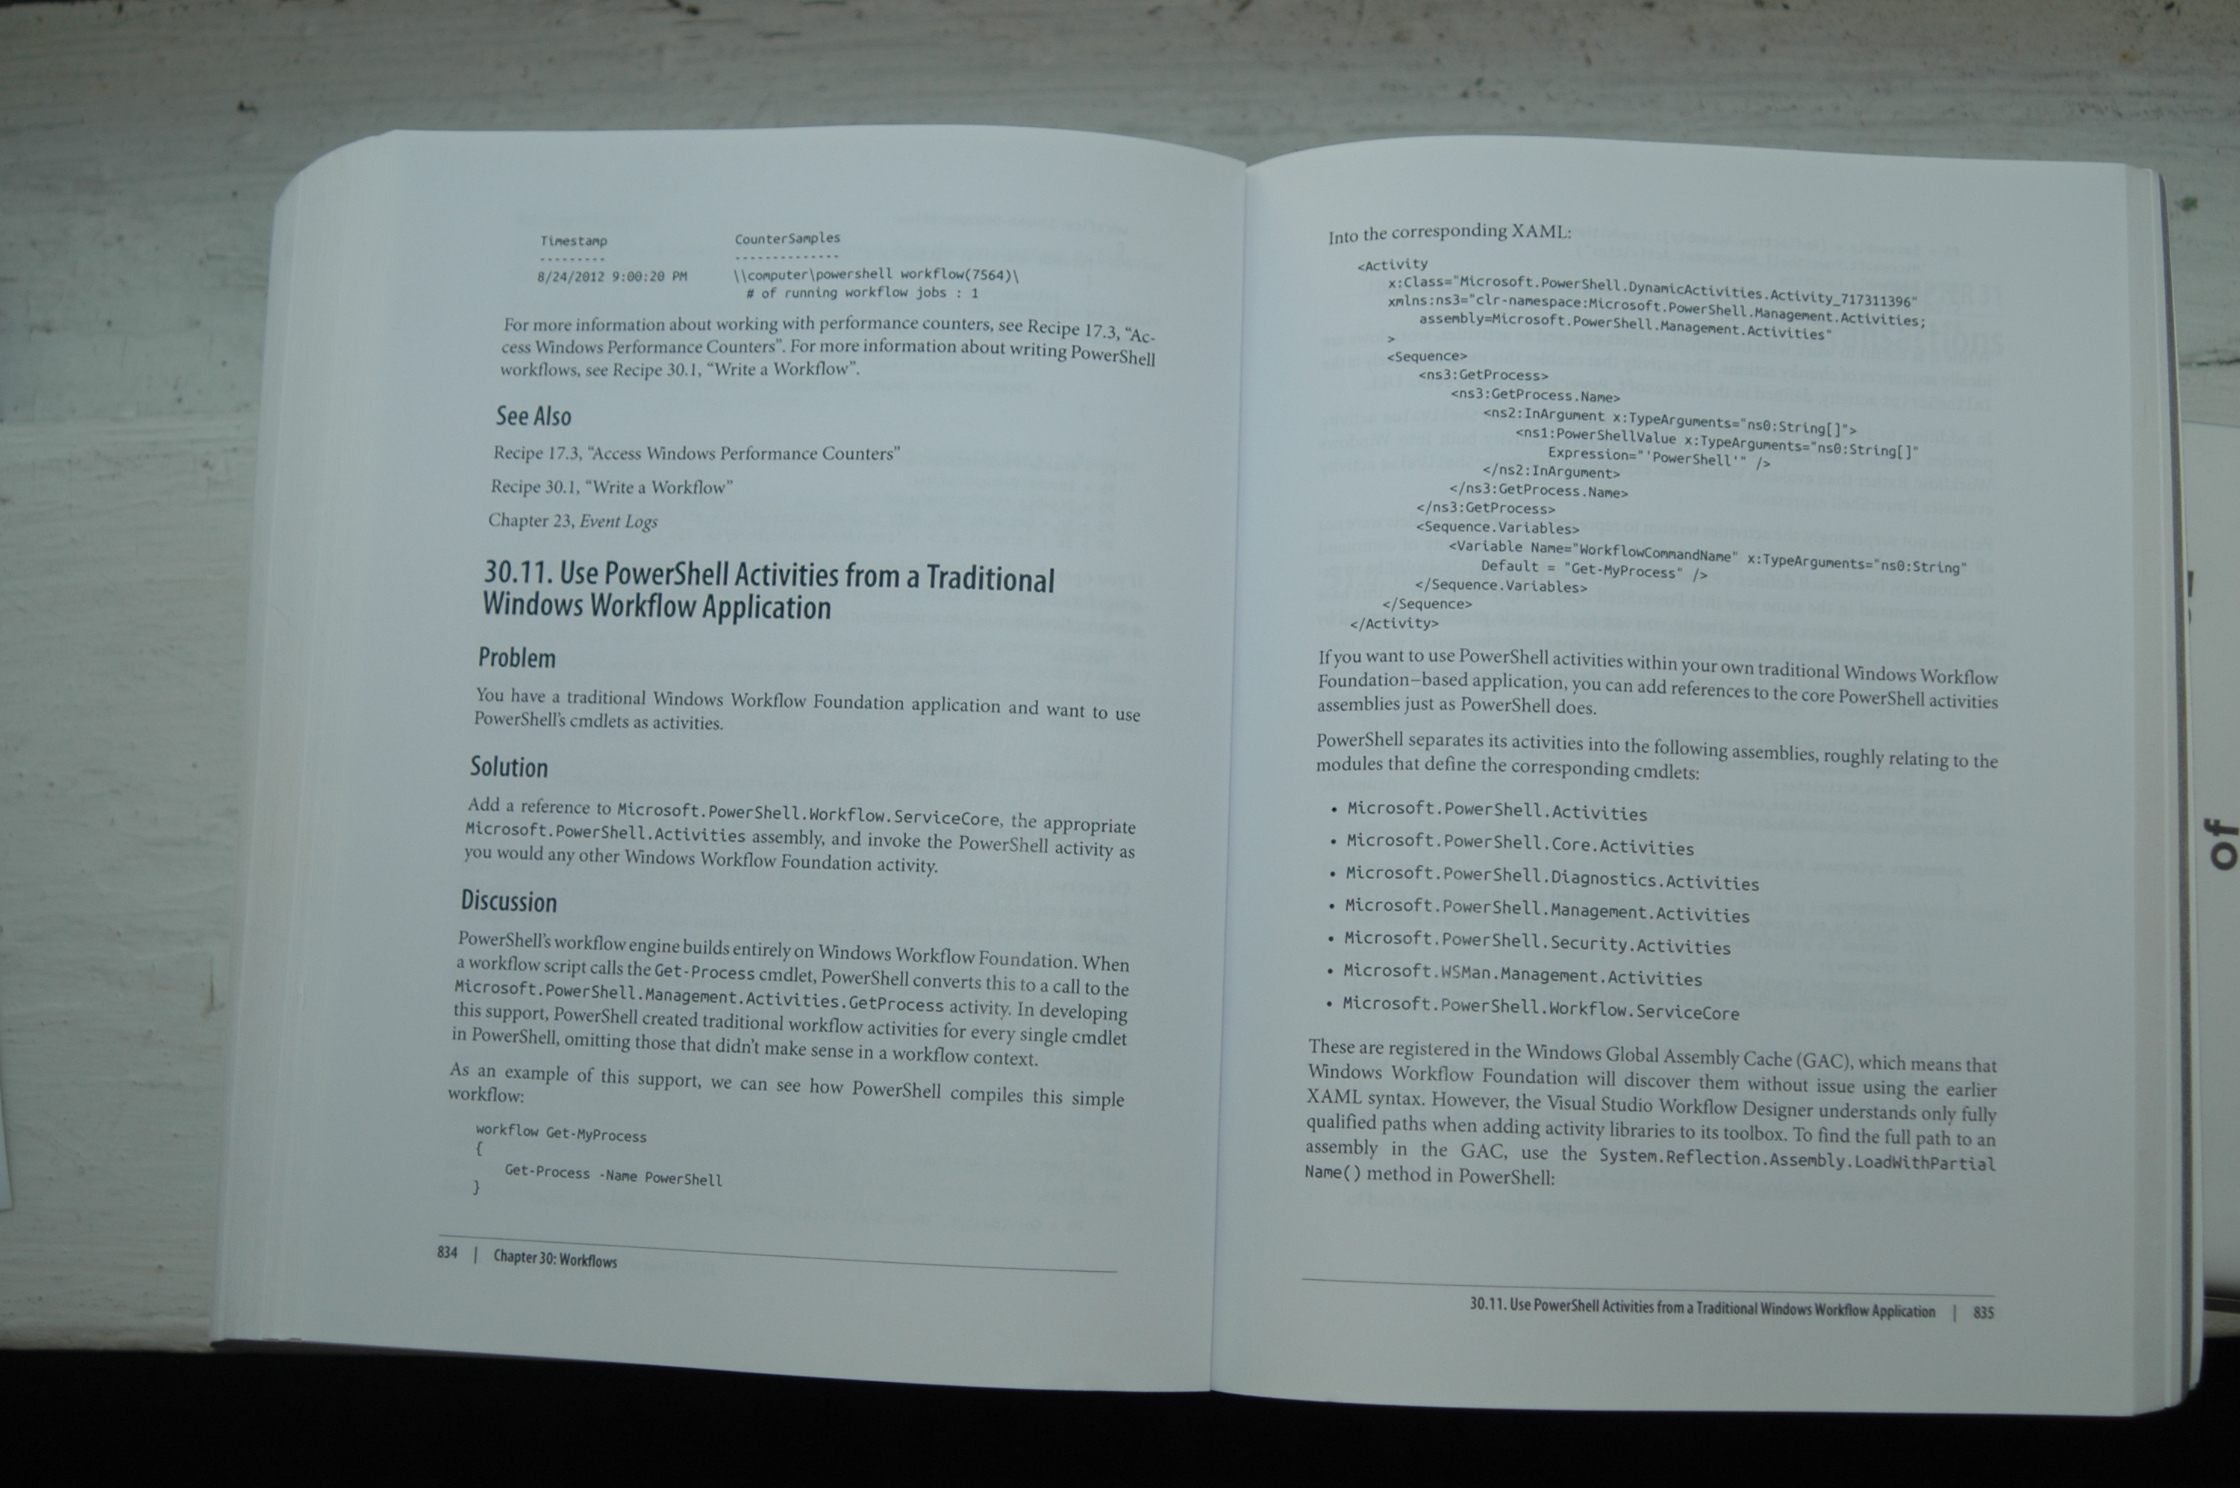 Timestamp CounterSamples
--------- --------------
8/24/2012 9:00:20 PM \\computer\powershell workflow(7564)\
# of running workflow jobs : 1
For more information about working with performance counters, see Recipe 17.3, “Ac-
cess Windows Performance Counters”. For more information about writing PowerShell
workflows, see Recipe 30.1, “Write a Workflow”.
See Also
Recipe 17.3, “Access Windows Performance Counters”
Recipe 30.1, “Write a Workflow”
Chapter 23, Event Logs
30.11. Use PowerShell Activities from a Traditional
Windows Workflow Application
Problem
You have a traditional Windows Workflow Foundation application and want to use
PowerShell’s cmdlets as activities.
Solution
Add a reference to Microsoft.PowerShell.Workflow.ServiceCore, the appropriate
Microsoft.PowerShell.Activities assembly, and invoke the PowerShell activity as
you would any other Windows Workflow Foundation activity.
Discussion
PowerShell’s workflow engine builds entirely on Windows Workflow Foundation. When
a workflow script calls the Get-Process cmdlet, PowerShell converts this to a call to the
Microsoft.PowerShell.Management.Activities.GetProcess activity. In developing
this support, PowerShell created traditional workflow activities for every single cmdlet
in PowerShell, omitting those that didn’t make sense in a workflow context.
As an example of this support, we can see how PowerShell compiles this simple
workflow:
workflow Get-MyProcess
{
Get-Process -Name PowerShell
}
834 | Chapter 30: Workflows
Into the corresponding XAML:
<Activity
x:Class="Microsoft.PowerShell.DynamicActivities.Activity_717311396"
xmlns:ns3="clr-namespace:Microsoft.PowerShell.Management.Activities;
assembly=Microsoft.PowerShell.Management.Activities"
>
<Sequence>
<ns3:GetProcess>
<ns3:GetProcess.Name>
<ns2:InArgument x:TypeArguments="ns0:String[]">
<ns1:PowerShellValue x:TypeArguments="ns0:String[]"
Expression="'PowerShell'" />
</ns2:InArgument>
</ns3:GetProcess.Name>
</ns3:GetProcess>
<Sequence.Variables>
<Variable Name="WorkflowCommandName" x:TypeArguments="ns0:String"
Default = "Get-MyProcess" />
</Sequence.Variables>
</Sequence>
</Activity>
If you want to use PowerShell activities within your own traditional Windows Workflow
Foundation–based application, you can add references to the core PowerShell activities
assemblies just as PowerShell does.
PowerShell separates its activities into the following assemblies, roughly relating to the
modules that define the corresponding cmdlets:
• Microsoft.PowerShell.Activities
• Microsoft.PowerShell.Core.Activities
• Microsoft.PowerShell.Diagnostics.Activities
• Microsoft.PowerShell.Management.Activities
• Microsoft.PowerShell.Security.Activities
• Microsoft.WSMan.Management.Activities
• Microsoft.PowerShell.Workflow.ServiceCore
These are registered in the Windows Global Assembly Cache (GAC), which means that
Windows Workflow Foundation will discover them without issue using the earlier
XAML syntax. However, the Visual Studio Workflow Designer understands only fully
qualified paths when adding activity libraries to its toolbox. To find the full path to an
assembly in the GAC, use the System.Reflection.Assembly.LoadWithPartial
Name() method in PowerShell:
30.11. Use PowerShell Activities from a Traditional Windows Workflow Application | 835
of